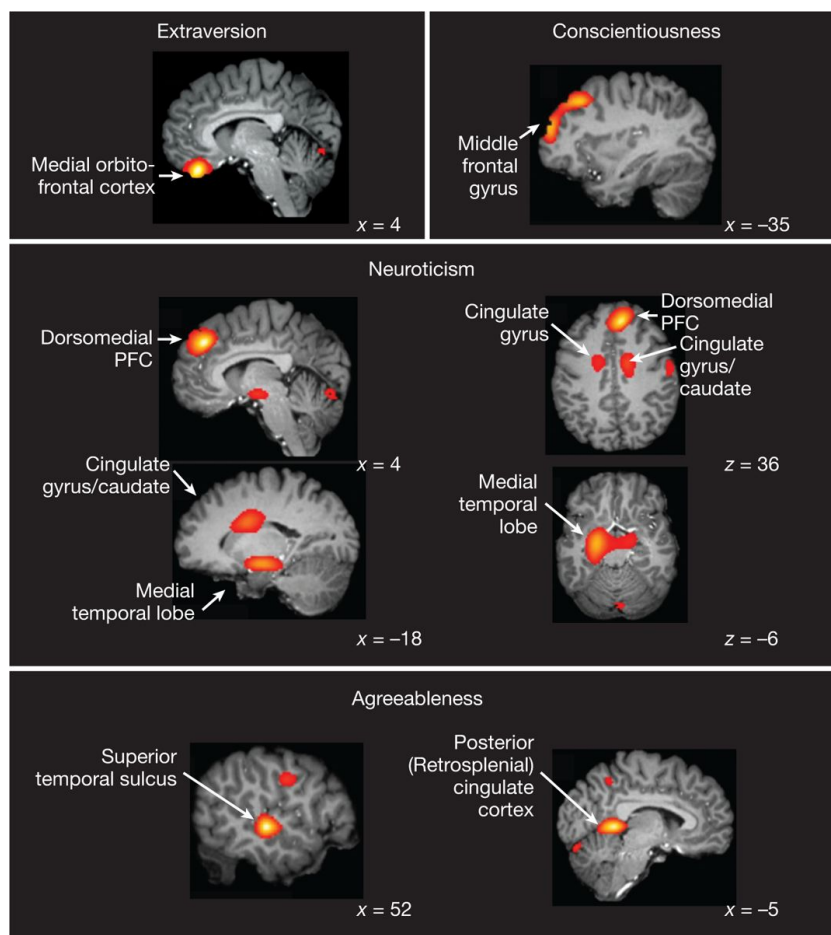 Extraversion
Medial orbito-
frontal cortex
x = 4
Conscientiousness
Middle
frontal
gyrus
x = –35
Neuroticism
Dorsomedial
PFC
x = 4
Cingulate
gyrus
Dorsomedial
PFC
Cingulate
gyrus/
caudate
z = 36
Cingulate
gyrus/caudate
Medial
temporal lobe
x = –18
Medial
temporal
lobe
z = –6
Agreeableness
Superior
temporal sulcus
x = 52
Posterior
(Retrosplenial)
cingulate
cortex
x = –5